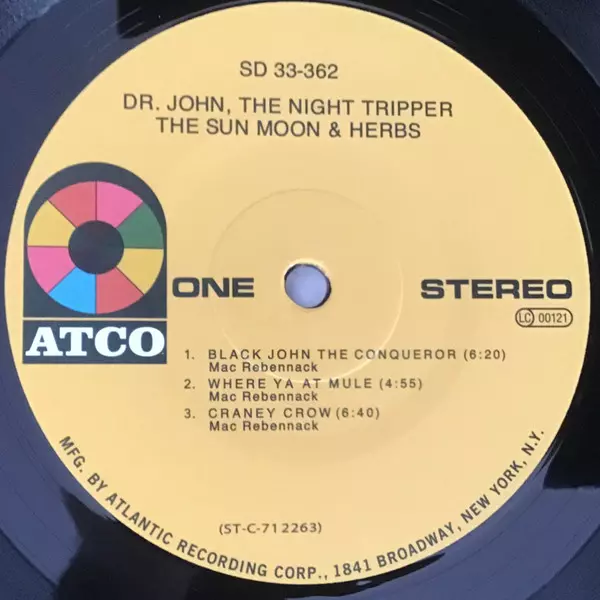 SD 33-362
DR. JOHN, THE NIGHT TRIPPER
THE SUN MOON & HERBS
ATCO
ONE
STEREO
LC 00121
1. BLACK JOHN THE CONQUEROR (6:20)
Mac Rebennack
2. WHERE YA AT MULE (4:55)
Mac Rebennack
3. CRANEY CROW (6:40)
Mac Rebennack
(ST-C-712263)
MFG. BY ATLANTIC RECORDING CORP., 1841 BROADWAY, NEW YORK, N.Y.